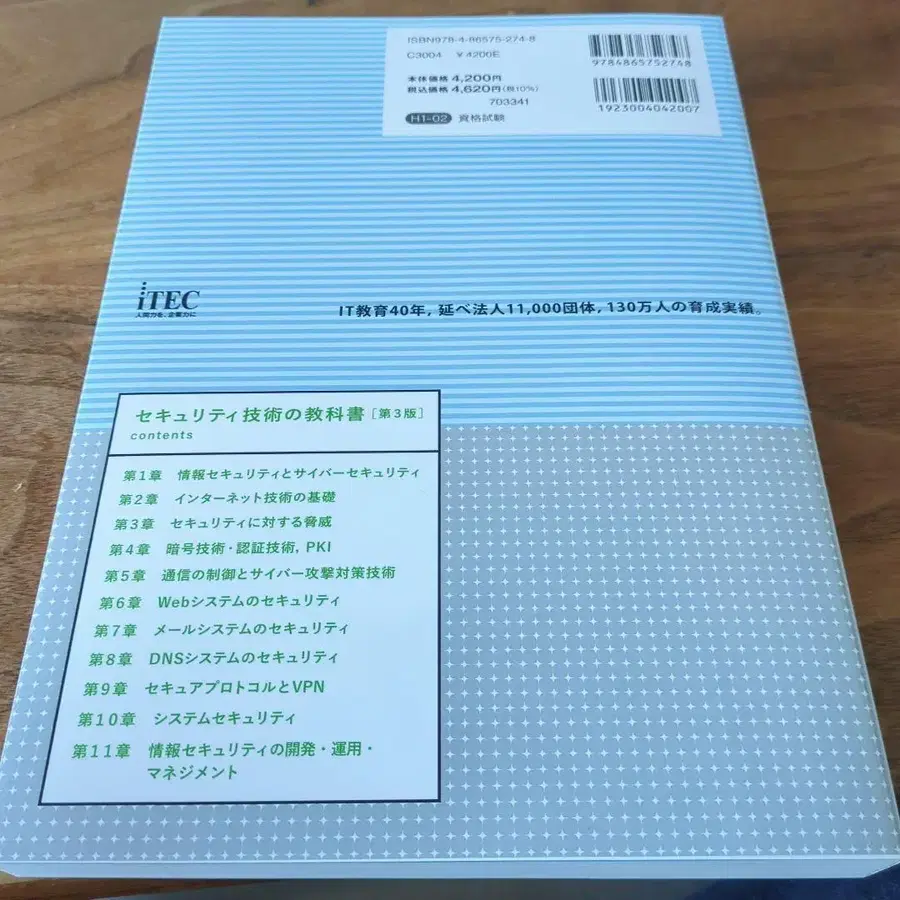 ISBN978-4-86575-274-8
C3004 ¥4200E
本体価格 4,200円
税込価格 4,620円(税10%)
703341
H1-02 資格試験
9784865752748
1923004042007
iTEC
人間力を、企業力に
IT教育40年，延べ法人11,000団体，130万人の育成実績。
セキュリティ技術の教科書［第3版］
contents
第1章 情報セキュリティとサイバーセキュリティ
第2章 インターネット技術の基礎
第3章 セキュリティに対する脅威
第4章 暗号技術・認証技術，PKI
第5章 通信の制御とサイバー攻撃対策技術
第6章 Webシステムのセキュリティ
第7章 メールシステムのセキュリティ
第8章 DNSシステムのセキュリティ
第9章 セキュアプロトコルとVPN
第10章 システムセキュリティ
第11章 情報セキュリティの開発・運用・
マネジメント